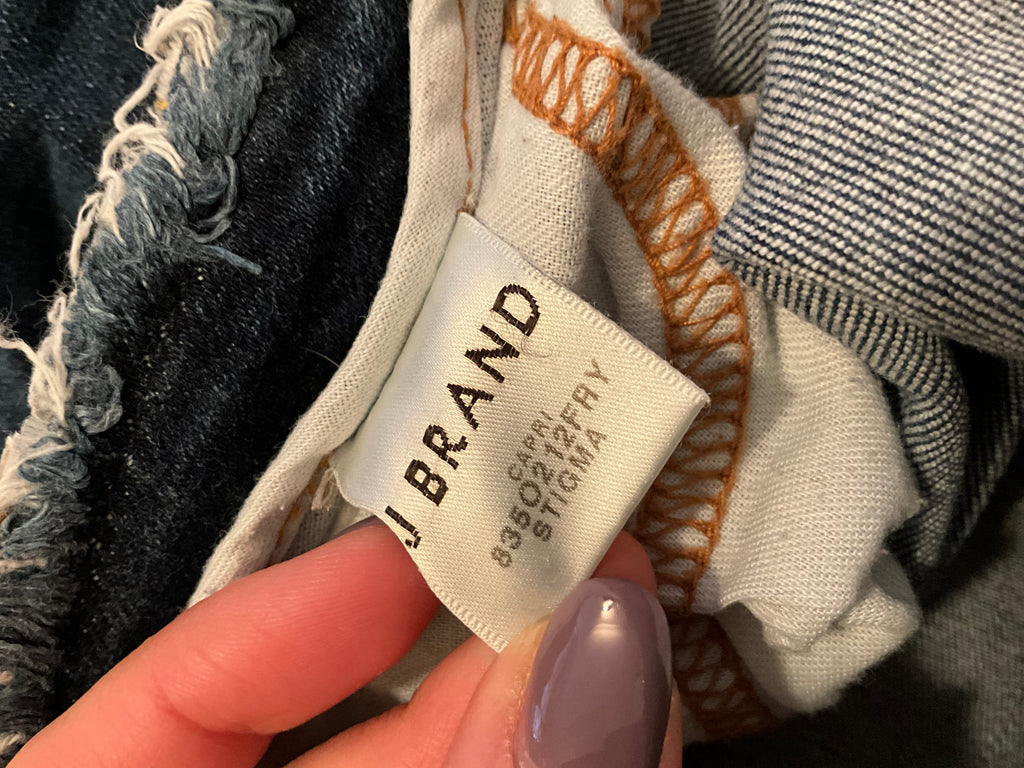 J BRAND
CAPRI
835O212FRY
STIGMA